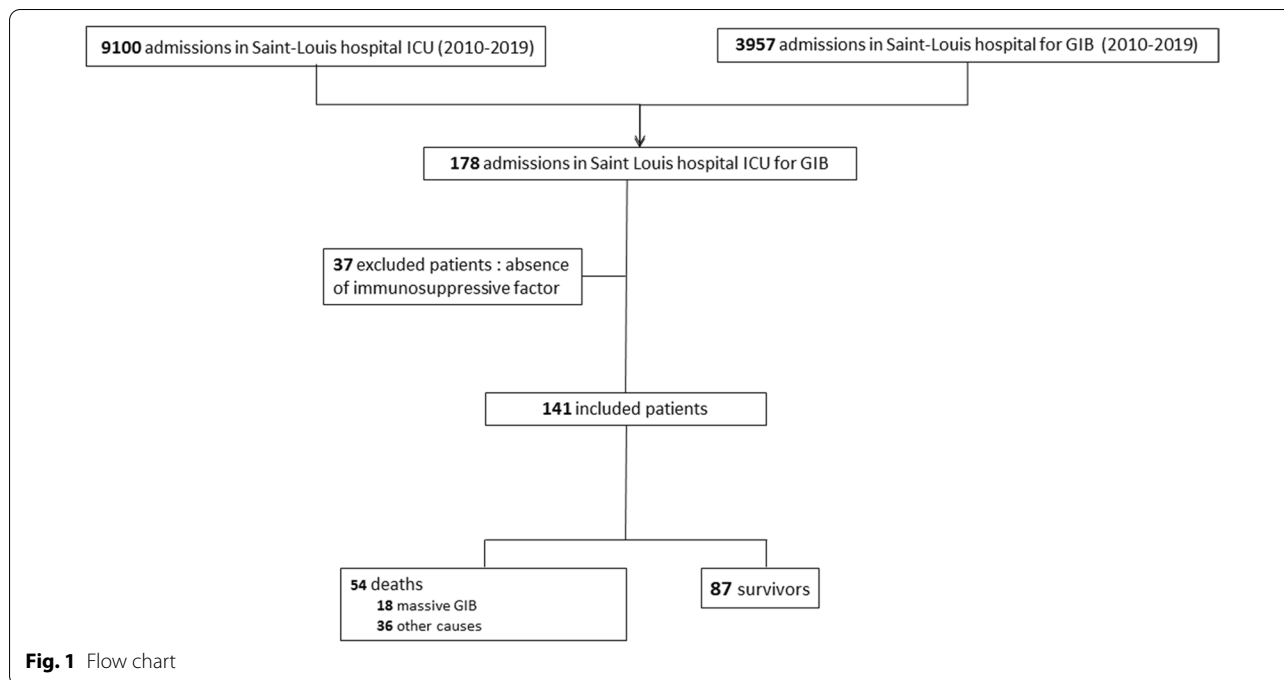 9100 admissions in Saint-Louis hospital ICU (2010-2019)
3957 admissions in Saint-Louis hospital for GIB (2010-2019)
178 admissions in Saint Louis hospital ICU for GIB
37 excluded patients : absence
of immunosuppressive factor
141 included patients
54 deaths
18 massive GIB
36 other causes
87 survivors
Fig. 1 Flow chart